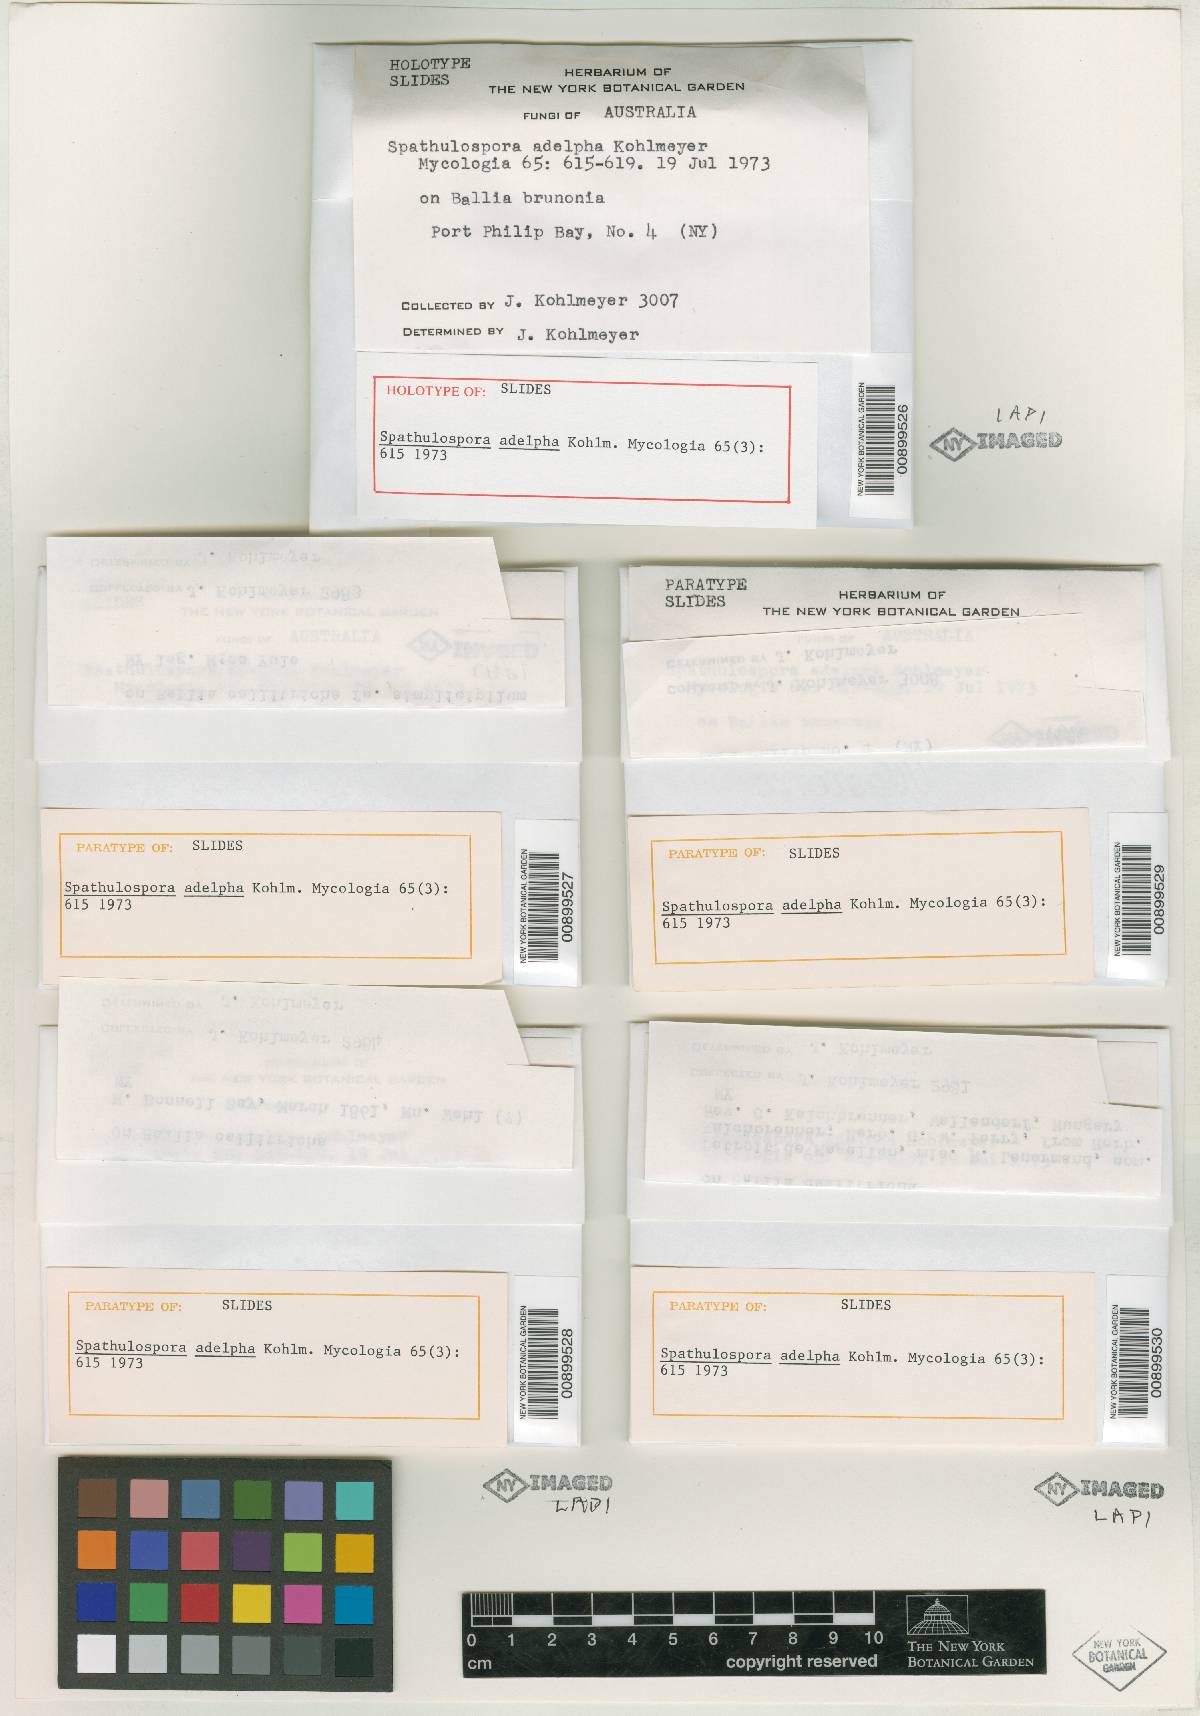 HOLOTYPE
SLIDES
HERBARIUM OF
THE NEW YORK BOTANICAL GARDEN
FUNGI OF AUSTRALIA
Spathulospora adelpha Kohlmeyer
Mycologia 65: 615-619. 19 Jul 1973
on Ballia brunonia
Port Philip Bay, No. 4 (NY)
COLLECTED BY J. Kohlmeyer 3007
DETERMINED BY J. Kohlmeyer
HOLOTYPE OF: SLIDES
Spathulospora adelpha Kohlm. Mycologia 65(3):
615 1973
NEW YORK BOTANICAL GARDEN
00899526
LAPI
NY IMAGED
PARATYPE OF: SLIDES
Spathulospora adelpha Kohlm. Mycologia 65(3):
615 1973
NEW YORK BOTANICAL GARDEN
00899527
PARATYPE
SLIDES
HERBARIUM OF
THE NEW YORK BOTANICAL GARDEN
PARATYPE OF: SLIDES
Spathulospora adelpha Kohlm. Mycologia 65(3):
615 1973
NEW YORK BOTANICAL GARDEN
00899529
PARATYPE OF: SLIDES
Spathulospora adelpha Kohlm. Mycologia 65(3):
615 1973
NEW YORK BOTANICAL GARDEN
00899528
PARATYPE OF: SLIDES
Spathulospora adelpha Kohlm. Mycologia 65(3):
615 1973
NEW YORK BOTANICAL GARDEN
00899530
NY IMAGED
LAPI
NY IMAGED
LAPI
0 1 2 3 4 5 6 7 8 9 10
cm
copyright reserved
THE NEW YORK
BOTANICAL GARDEN
NEW YORK
BOTANICAL
GARDEN